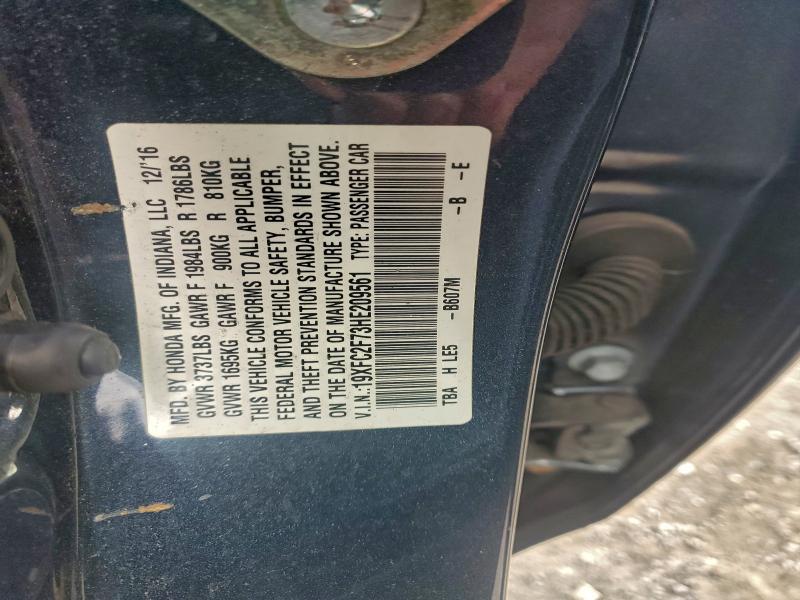 MFD. BY HONDA MFG. OF INDIANA, LLC 12/'16
GVWR 3737LBS GAWR F 1984LBS R 1786LBS
GVWR 1695KG GAWR F 900KG R 810KG
THIS VEHICLE CONFORMS TO ALL APPLICABLE
FEDERAL MOTOR VEHICLE SAFETY, BUMPER,
AND THEFT PREVENTION STANDARDS IN EFFECT
ON THE DATE OF MANUFACTURE SHOWN ABOVE.
V.I.N.:19XFC2F73HE209561 TYPE: PASSENGER CAR
TBA H LE5 -B607M -B -E